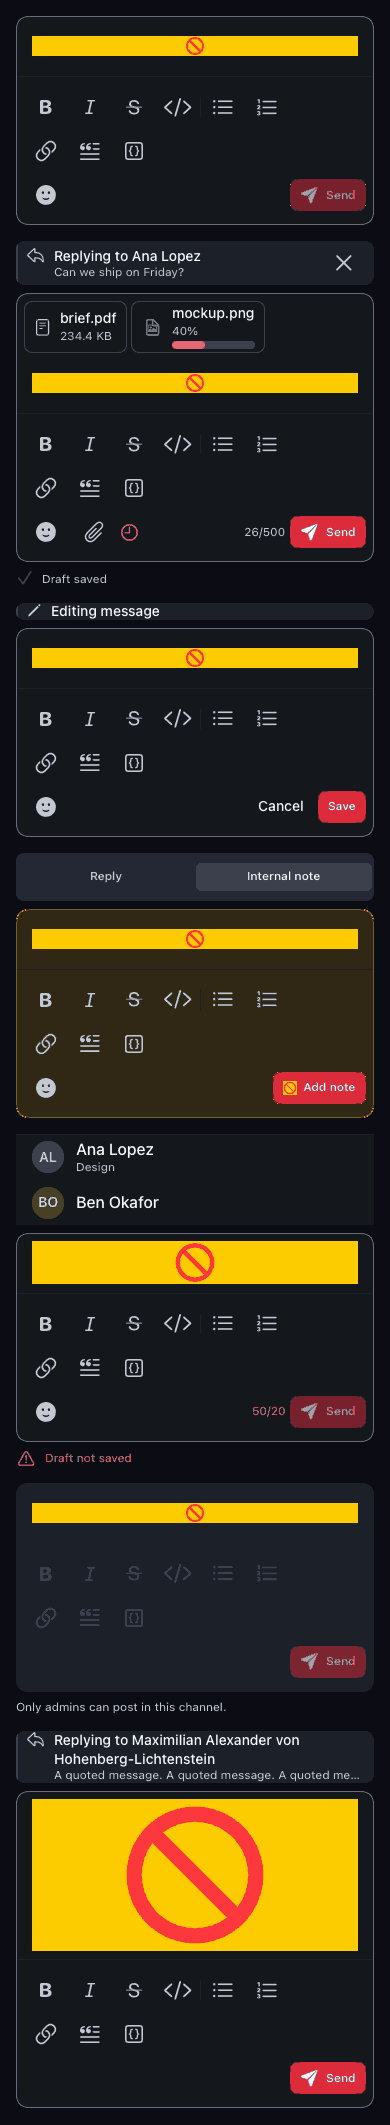 B I S </>
Send
Replying to Ana Lopez
Can we ship on Friday?
brief.pdf
234.4 KB
mockup.png
40%
B I S </>
26/500 Send
Draft saved
Editing message
B I S </>
Cancel Save
Reply Internal note
B I S </>
Add note
AL Ana Lopez
Design
BO Ben Okafor
B I S </>
50/20 Send
Draft not saved
B I S </>
Send
Only admins can post in this channel.
Replying to Maximilian Alexander von
Hohenberg-Lichtenstein
A quoted message. A quoted message. A quoted me...
B I S </>
Send